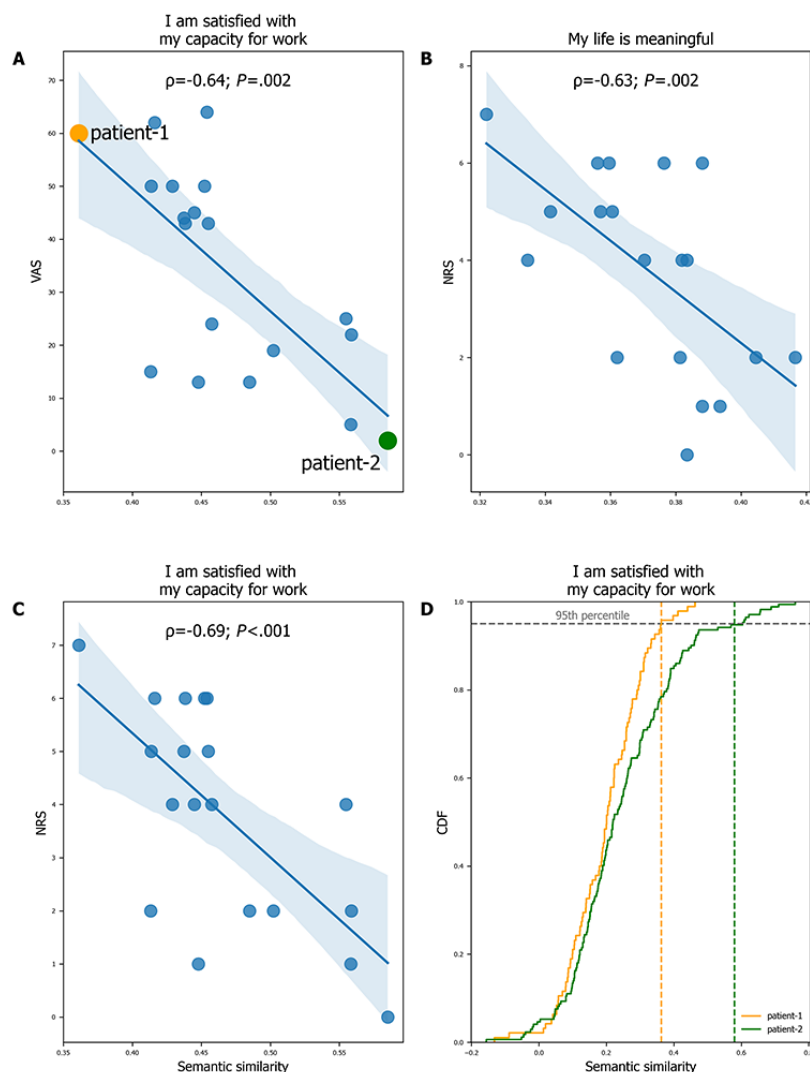 I am satisfied with
my capacity for work
A
ρ=-0.64; P=.002
patient-1
patient-2
VAS
70
60
50
40
30
20
10
0
0.35
0.40
0.45
0.50
0.55
My life is meaningful
B
ρ=-0.63; P=.002
NRS
8
6
4
2
0
0.32
0.34
0.36
0.38
0.40
I am satisfied with
my capacity for work
C
ρ=-0.69; P<.001
NRS
7
6
5
4
3
2
1
0
0.35
0.40
0.45
0.50
0.55
Semantic similarity
I am satisfied with
my capacity for work
D
95th percentile
CDF
1.0
0.8
0.6
0.4
0.2
0.0
-0.2
0.0
0.2
0.4
0.6
patient-1
patient-2
Semantic similarity